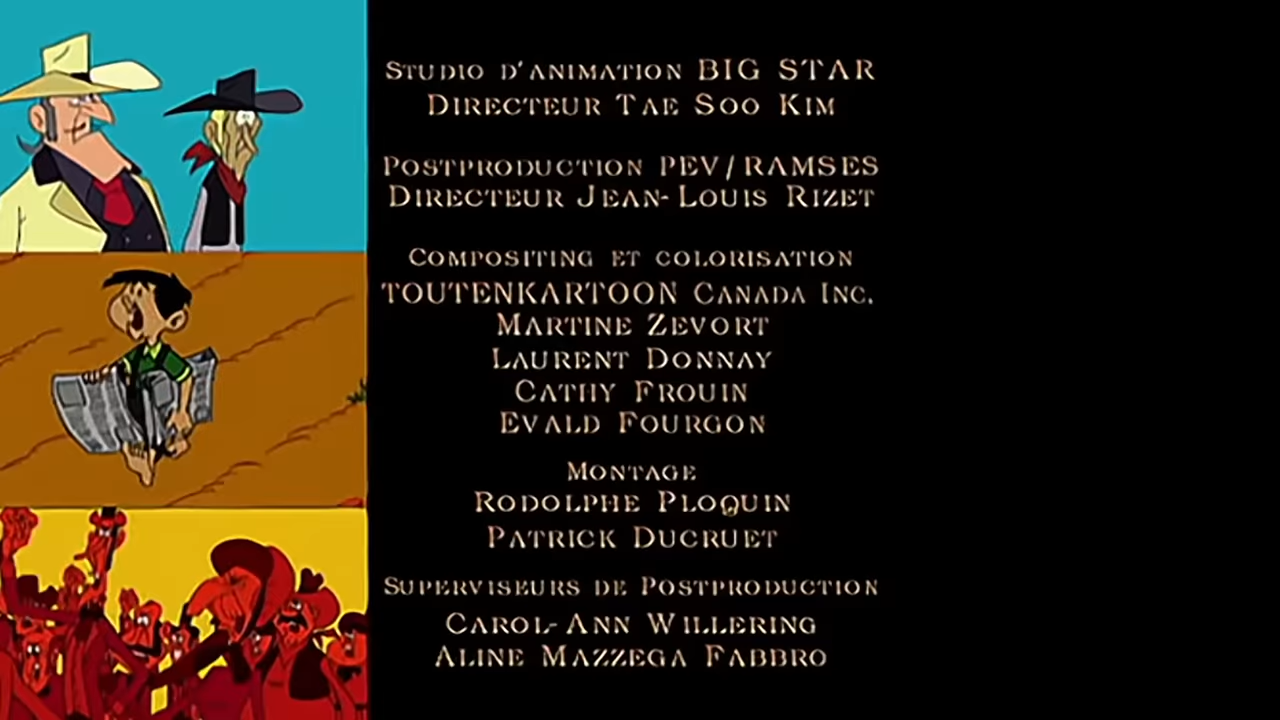 Studio d'animation BIG STAR
Directeur Tae Soo Kim
Postproduction PEV/RAMSES
Directeur Jean-Louis Rizet
Compositing et colorisation
TOUTENKARTOON Canada Inc.
Martine Zevort
Laurent Donnay
Cathy Frouin
Evald Fourgon
Montage
Rodolphe Ploquin
Patrick Ducruet
Superviseurs de Postproduction
Carol-Ann Willering
Aline Mazzega Fabbro